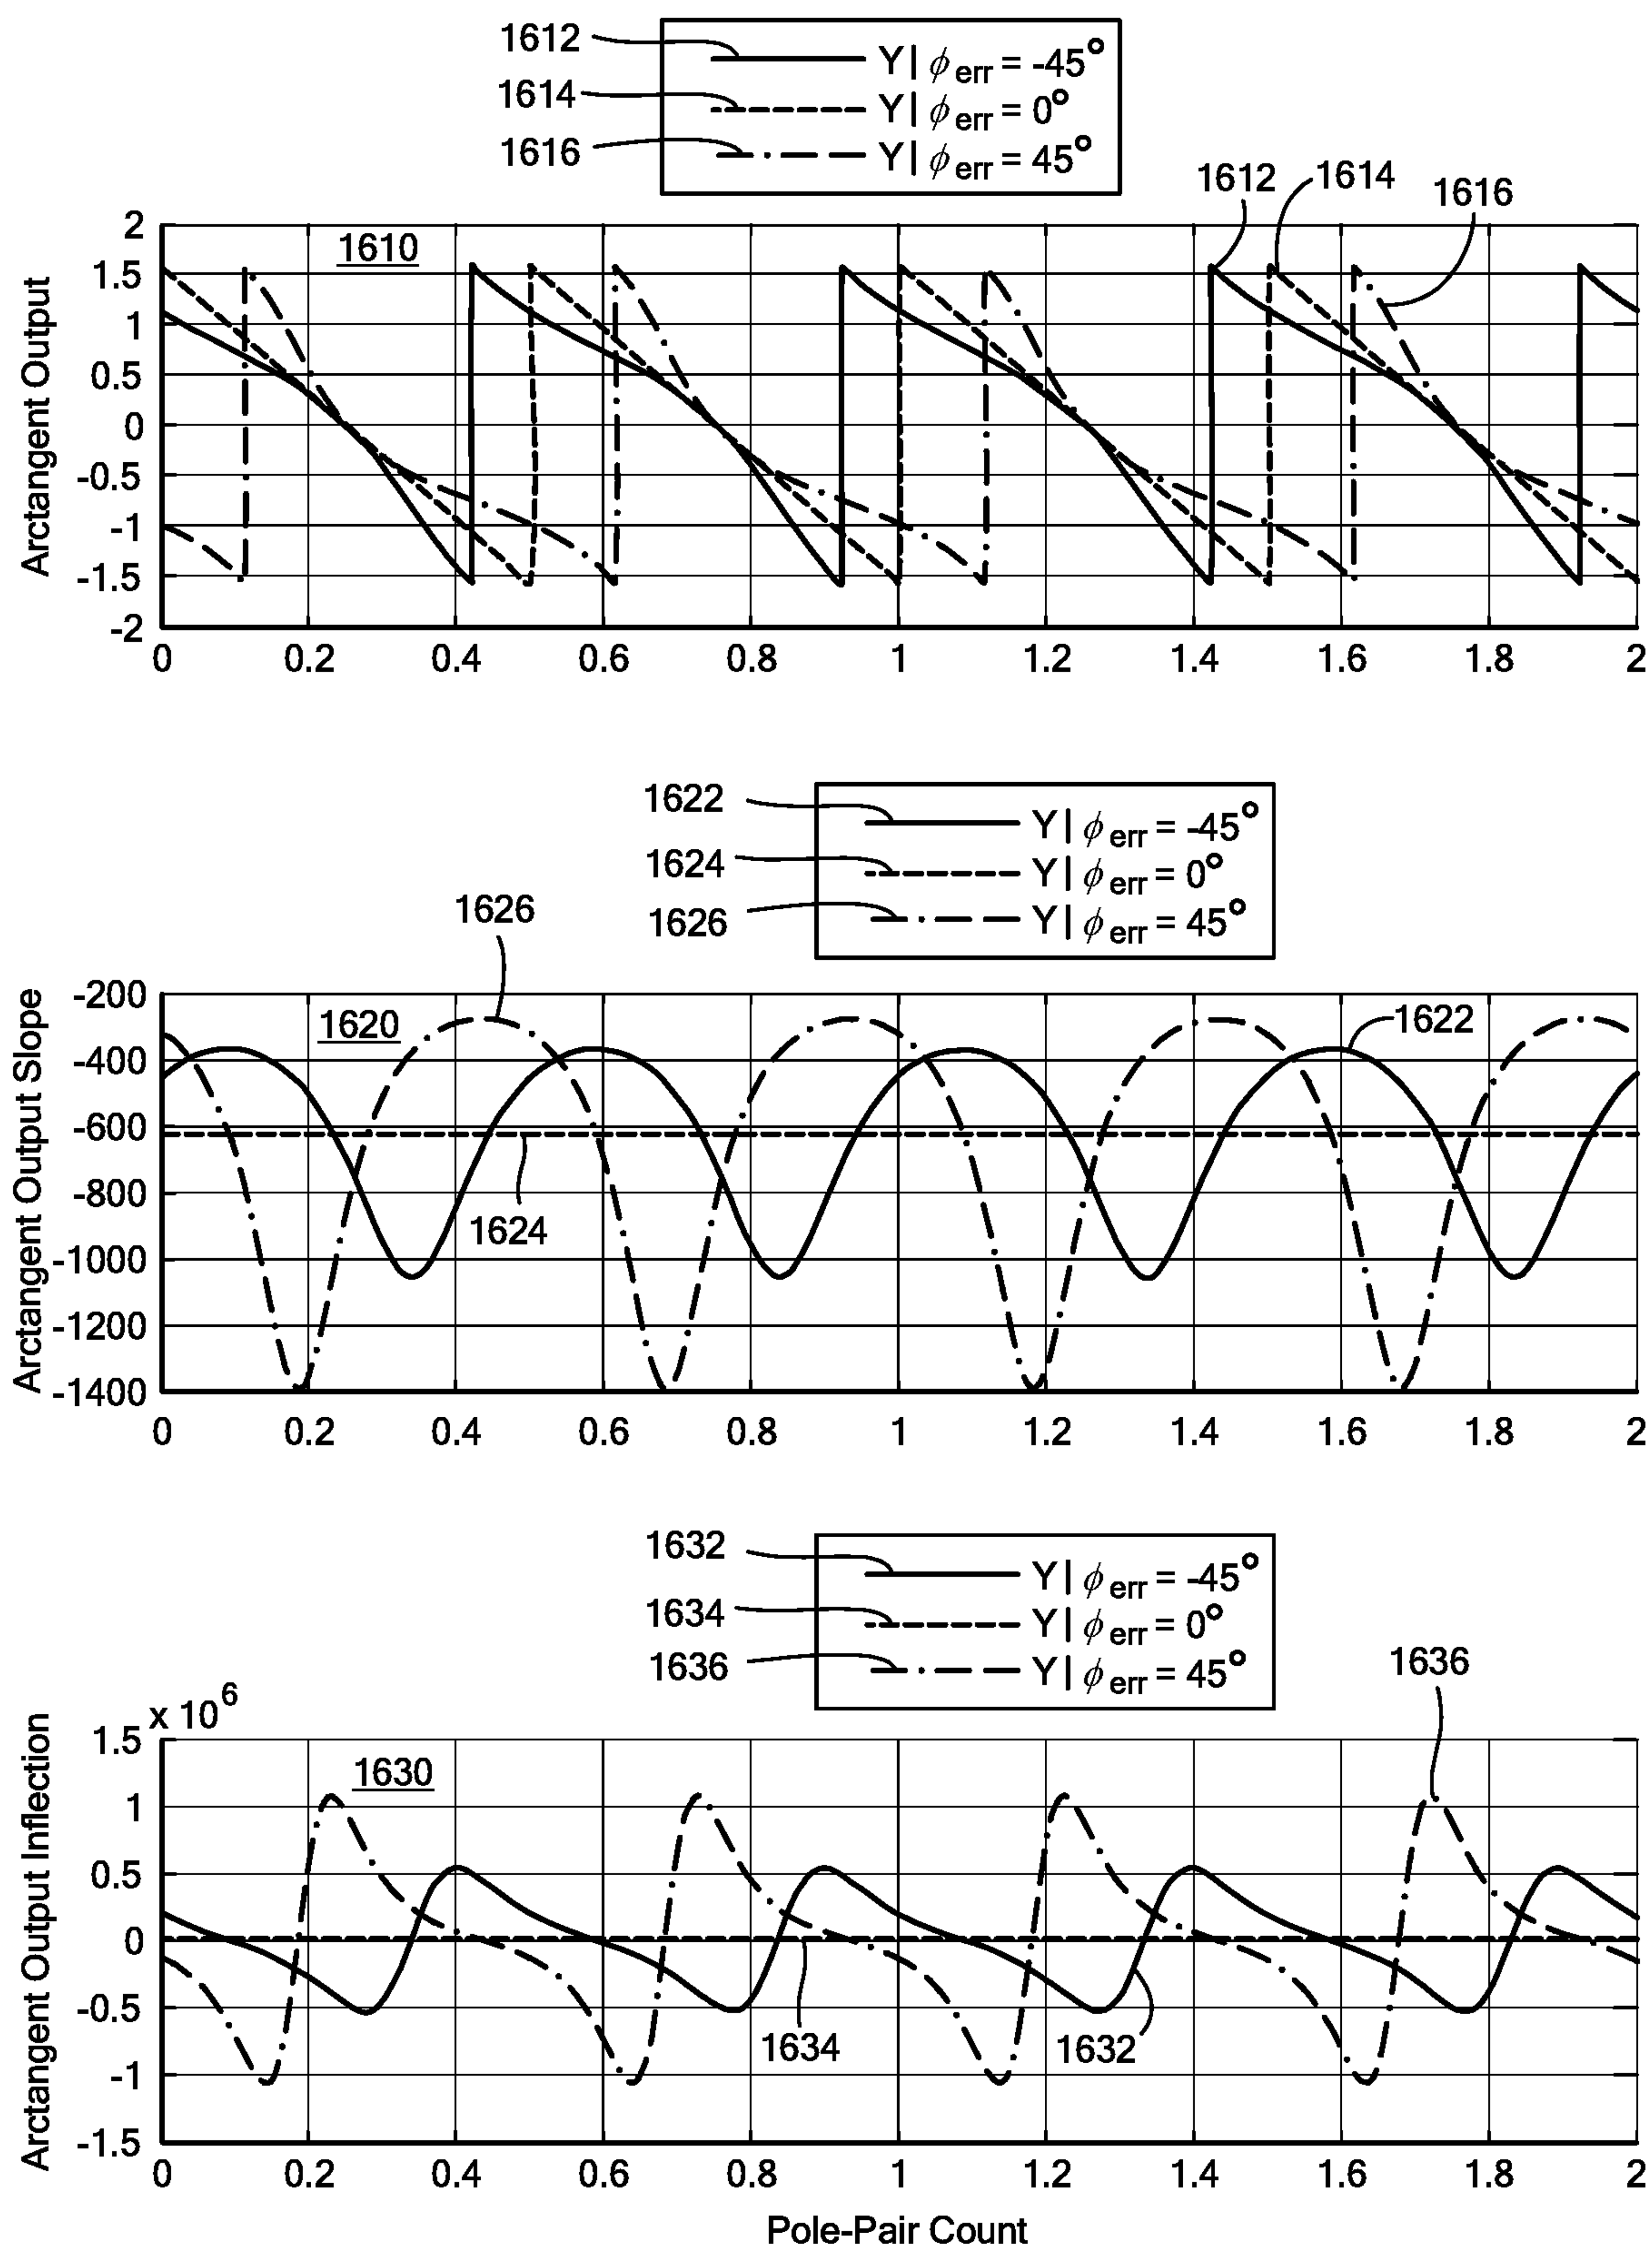 1612
Y| ϕerr = -45°
1614
Y| ϕerr = 0°
1616
Y| ϕerr = 45°
1612
1614
1616
1610
Arctangent Output
2
1.5
1
0.5
0
-0.5
-1
-1.5
-2
0 0.2 0.4 0.6 0.8 1 1.2 1.4 1.6 1.8 2
1622
Y| ϕerr = -45°
1624
Y| ϕerr = 0°
1626
Y| ϕerr = 45°
1626
1620
1622
1624
Arctangent Output Slope
-200
-400
-600
-800
-1000
-1200
-1400
0 0.2 0.4 0.6 0.8 1 1.2 1.4 1.6 1.8 2
1632
Y| ϕerr = -45°
1634
Y| ϕerr = 0°
1636
Y| ϕerr = 45°
1636
x 10⁶
1630
1634
1632
Arctangent Output Inflection
1.5
1
0.5
0
-0.5
-1
-1.5
0 0.2 0.4 0.6 0.8 1 1.2 1.4 1.6 1.8 2
Pole-Pair Count